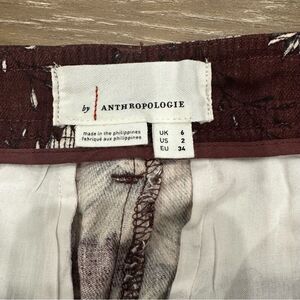 by ANTHROPOLOGIE
made in the philippines
fabriqué aux philippines
UK 6
US 2
EU 34